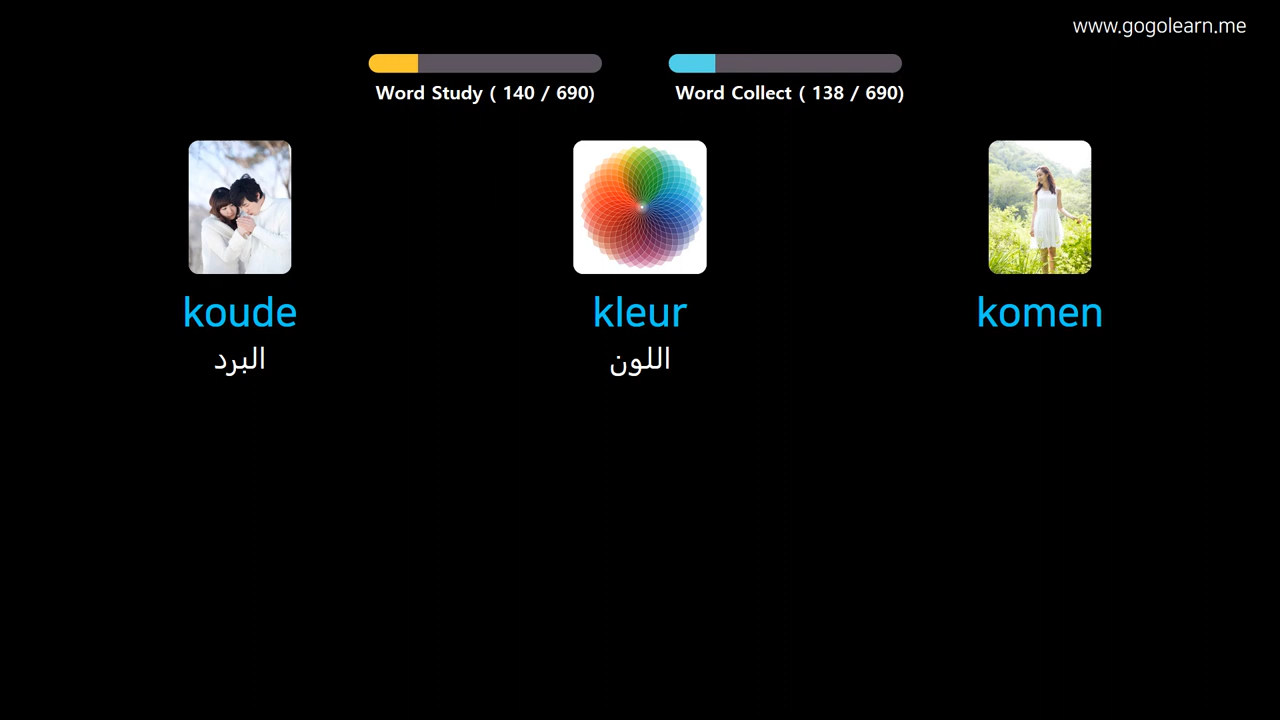 www.gogolearn.me
Word Study ( 140 / 690)
Word Collect ( 138 / 690)
koude
البرد
kleur
اللون
komen